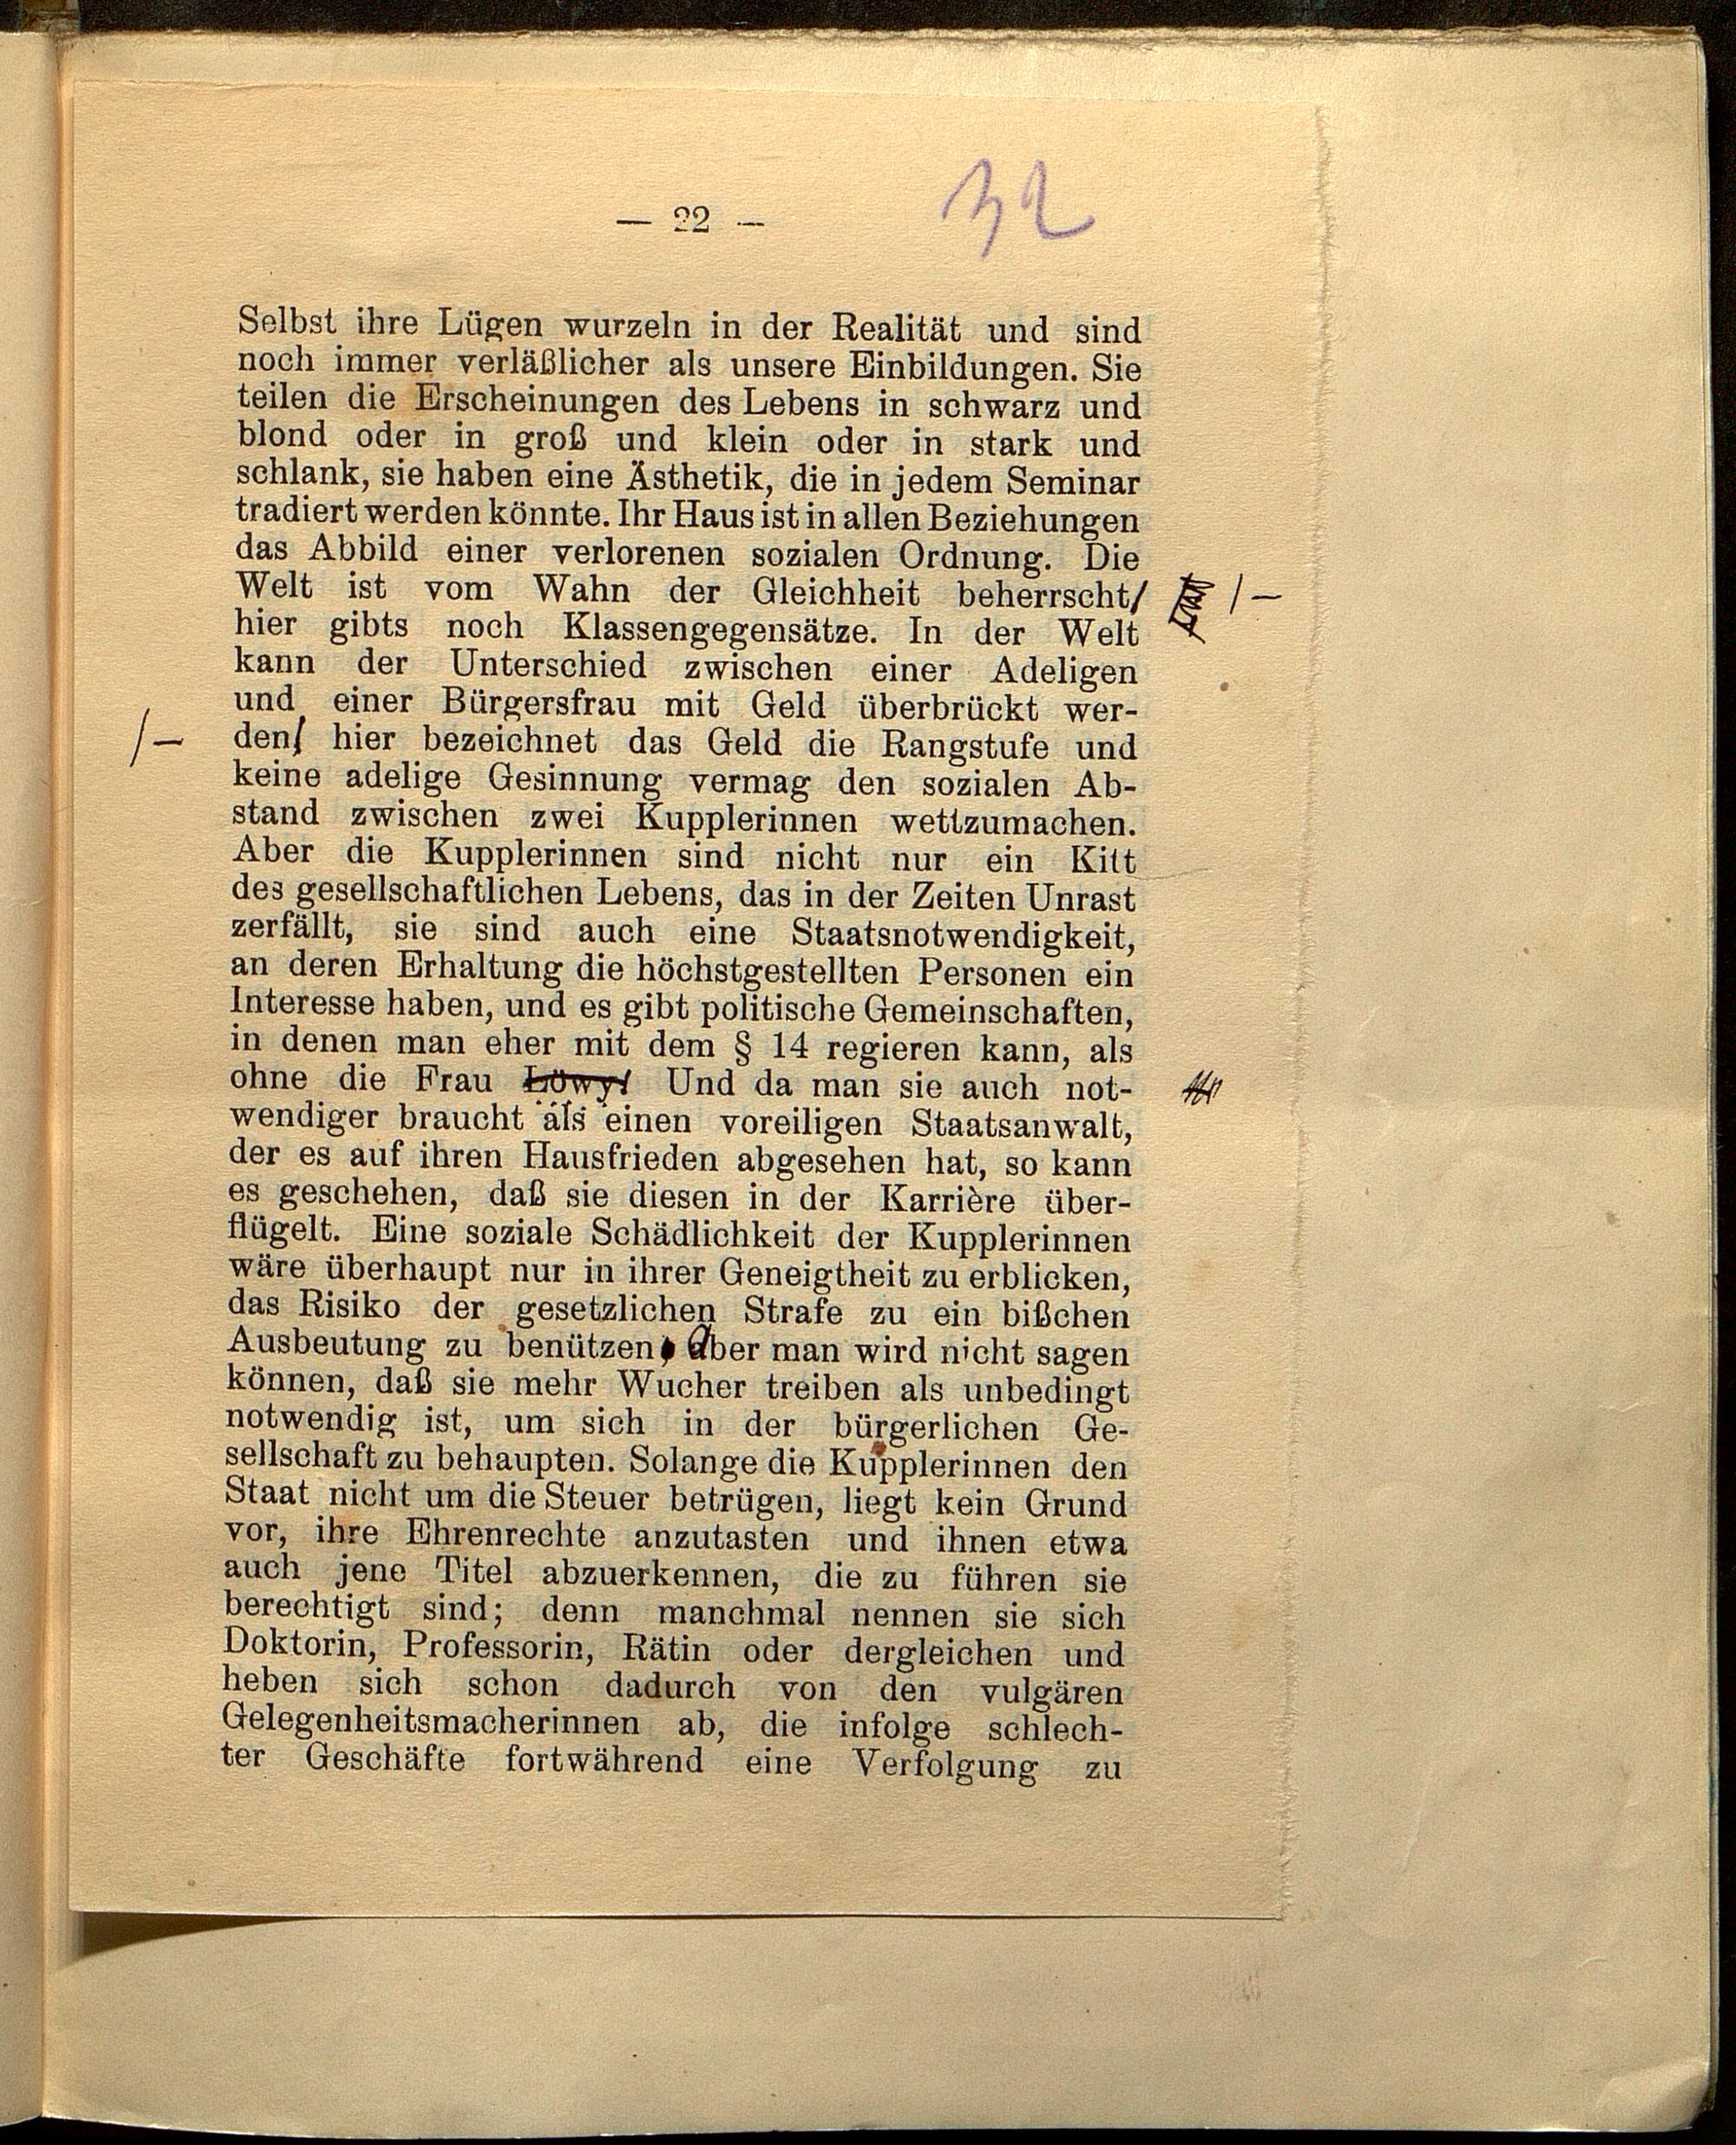 — 22 —
32
Selbst ihre Lügen wurzeln in der Realität und sind
noch immer verläßlicher als unsere Einbildungen. Sie
teilen die Erscheinungen des Lebens in schwarz und
blond oder in groß und klein oder in stark und
schlank, sie haben eine Ästhetik, die in jedem Seminar
tradiert werden könnte. Ihr Haus ist in allen Beziehungen
das Abbild einer verlorenen sozialen Ordnung. Die
Welt ist vom Wahn der Gleichheit beherrscht/ /—
hier gibts noch Klassengegensätze. In der Welt
kann der Unterschied zwischen einer Adeligen
und einer Bürgersfrau mit Geld überbrückt wer-
/— den/ hier bezeichnet das Geld die Rangstufe und
keine adelige Gesinnung vermag den sozialen Ab-
stand zwischen zwei Kupplerinnen wettzumachen.
Aber die Kupplerinnen sind nicht nur ein Kitt
des gesellschaftlichen Lebens, das in der Zeiten Unrast
zerfällt, sie sind auch eine Staatsnotwendigkeit,
an deren Erhaltung die höchstgestellten Personen ein
Interesse haben, und es gibt politische Gemeinschaften,
in denen man eher mit dem § 14 regieren kann, als
ohne die Frau Löwy. Und da man sie auch not-
wendiger braucht als einen voreiligen Staatsanwalt,
der es auf ihren Hausfrieden abgesehen hat, so kann
es geschehen, daß sie diesen in der Karrière über-
flügelt. Eine soziale Schädlichkeit der Kupplerinnen
wäre überhaupt nur in ihrer Geneigtheit zu erblicken,
das Risiko der gesetzlichen Strafe zu ein bißchen
Ausbeutung zu benützen, aber man wird nicht sagen
können, daß sie mehr Wucher treiben als unbedingt
notwendig ist, um sich in der bürgerlichen Ge-
sellschaft zu behaupten. Solange die Kupplerinnen den
Staat nicht um die Steuer betrügen, liegt kein Grund
vor, ihre Ehrenrechte anzutasten und ihnen etwa
auch jene Titel abzuerkennen, die zu führen sie
berechtigt sind; denn manchmal nennen sie sich
Doktorin, Professorin, Rätin oder dergleichen und
heben sich schon dadurch von den vulgären
Gelegenheitsmacherinnen ab, die infolge schlech-
ter Geschäfte fortwährend eine Verfolgung zu